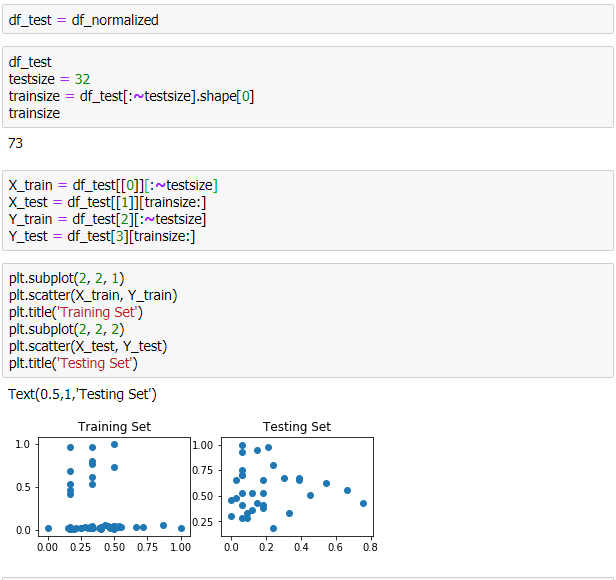 df_test = df_normalized
df_test
testsize = 32
trainsize = df_test[:~testsize].shape[0]
trainsize
73
X_train = df_test[[0]][:~testsize]
X_test = df_test[[1]][trainsize:]
Y_train = df_test[2][:~testsize]
Y_test = df_test[3][trainsize:]
plt.subplot(2, 2, 1)
plt.scatter(X_train, Y_train)
plt.title('Training Set')
plt.subplot(2, 2, 2)
plt.scatter(X_test, Y_test)
plt.title('Testing Set')
Text(0.5,1,'Testing Set')
Training Set
1.0
0.5
0.0
0.00 0.25 0.50 0.75 1.00
Testing Set
1.00
0.75
0.50
0.25
0.0 0.2 0.4 0.6 0.8